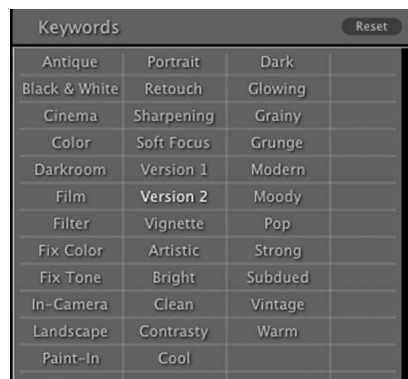 Keywords Reset
Antique Portrait Dark
Black & White Retouch Glowing
Cinema Sharpening Grainy
Color Soft Focus Grunge
Darkroom Version 1 Modern
Film Version 2 Moody
Filter Vignette Pop
Fix Color Artistic Strong
Fix Tone Bright Subdued
In-Camera Clean Vintage
Landscape Contrasty Warm
Paint-In Cool